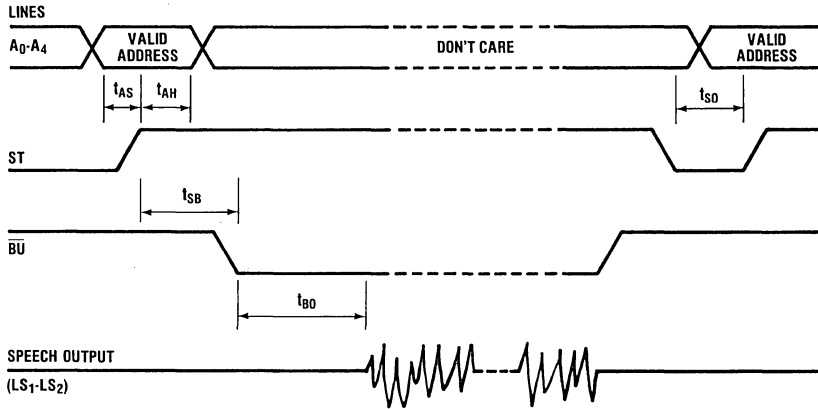 LINES
A₀-A₄
VALID
ADDRESS
DON'T CARE
VALID
ADDRESS
tAS
tAH
tSO
ST
tSB
B̅U̅
tBO
SPEECH OUTPUT
(LS₁-LS₂)